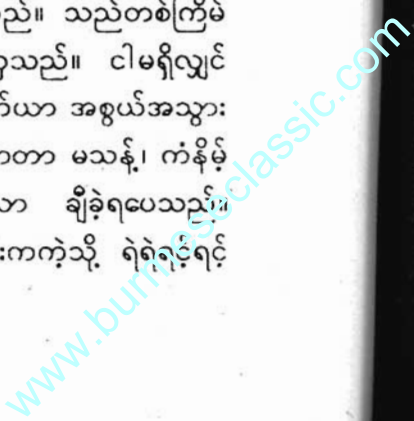 ည်။ သည်တစ်ကြိမ်
ှသည်။ ငါမရှိလျှင်
က်ယာ အစွယ်အသွား
ာတာ မသန့်၊ ကံနိမ့်
ာာ ချီခဲ့ရပေသည်။
းကကဲ့သို့ ရဲရဲရင့်ရင့်
www.burmeseclassic.com